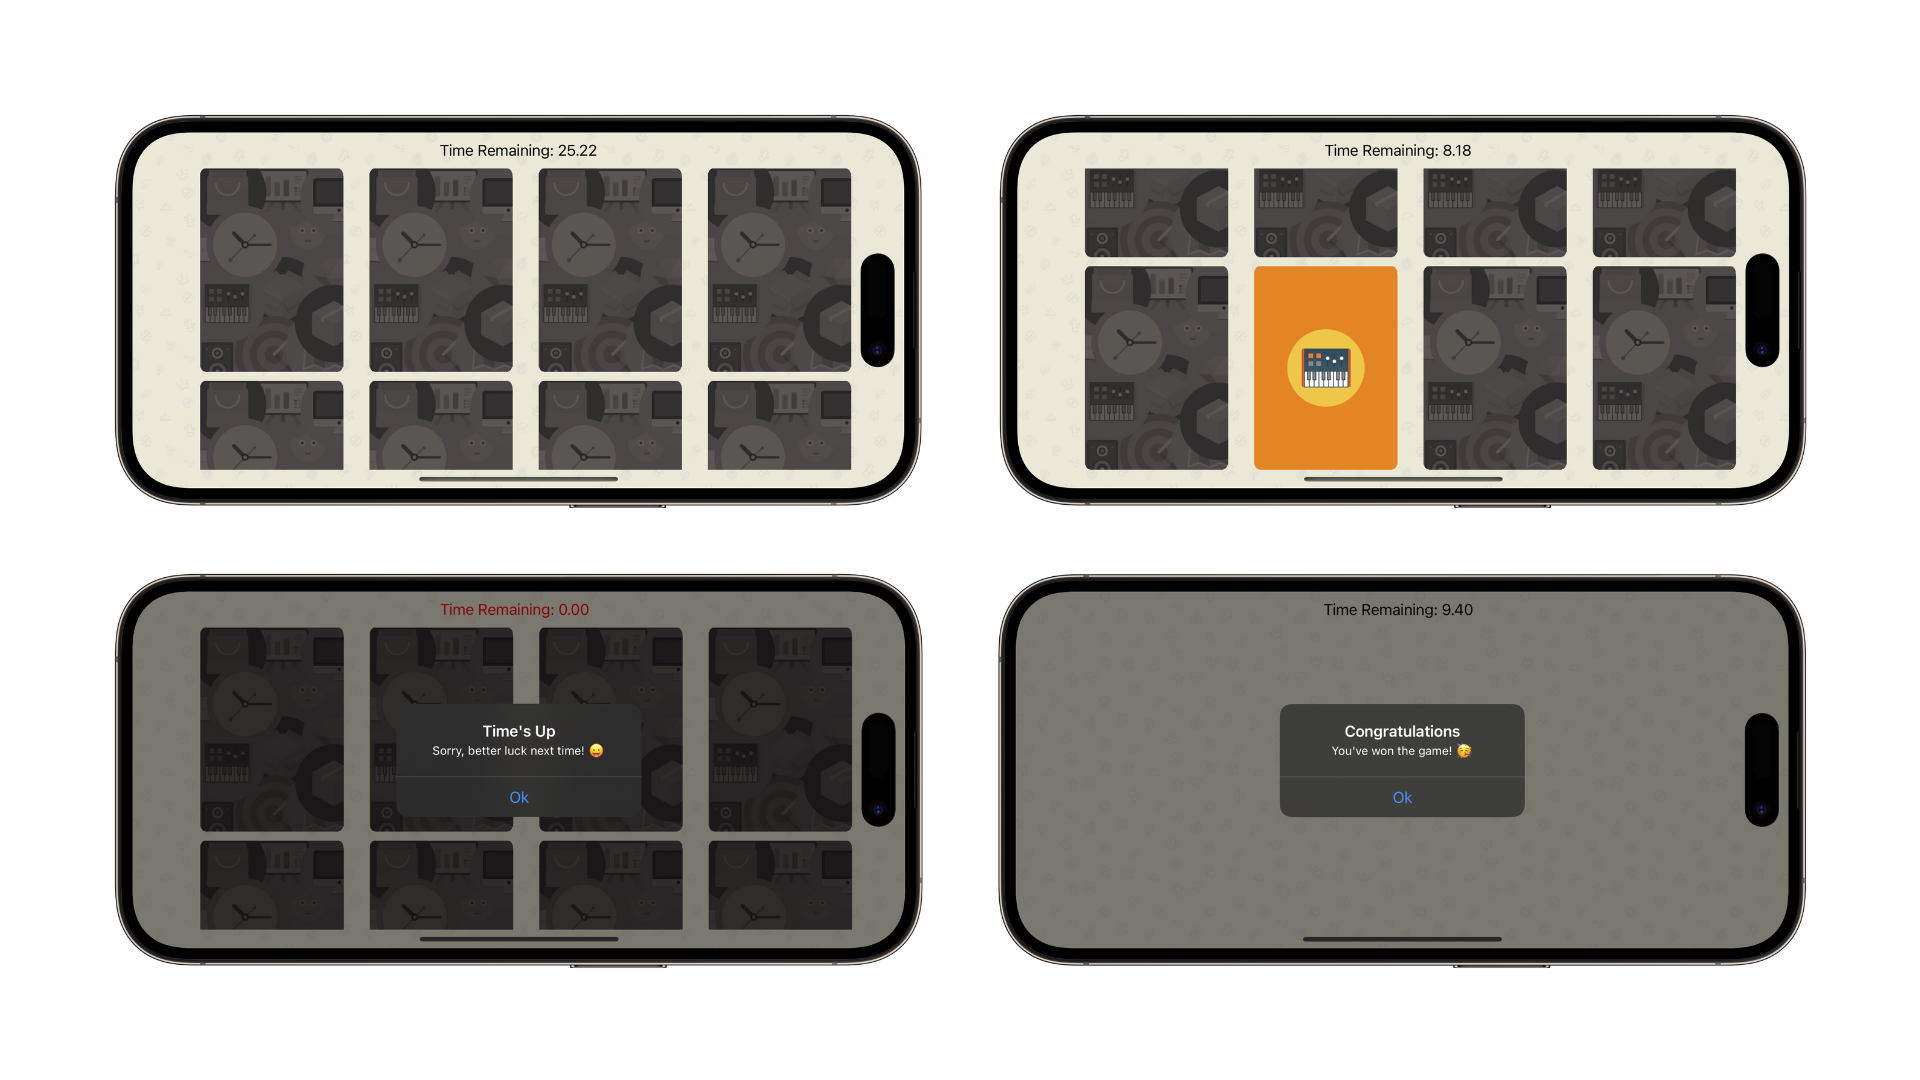 Time Remaining: 25.22
Time Remaining: 8.18
Time Remaining: 0.00
Time's Up
Sorry, better luck next time! 😛
Ok
Time Remaining: 9.40
Congratulations
You've won the game! 🥳
Ok